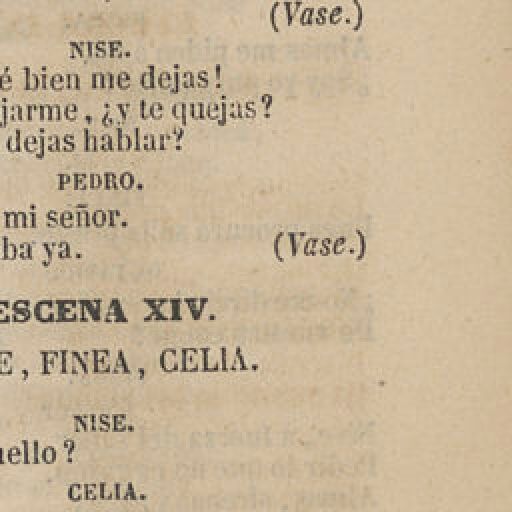 (Vase.)
NISE.
é bien me dejas!
jarme, ¿y te quejas?
dejas hablar?
PEDRO.
mi señor.
ba ya. (Vase.)
ESCENA XIV.
E, FINEA, CELIA.
NISE.
uello?
CELIA.